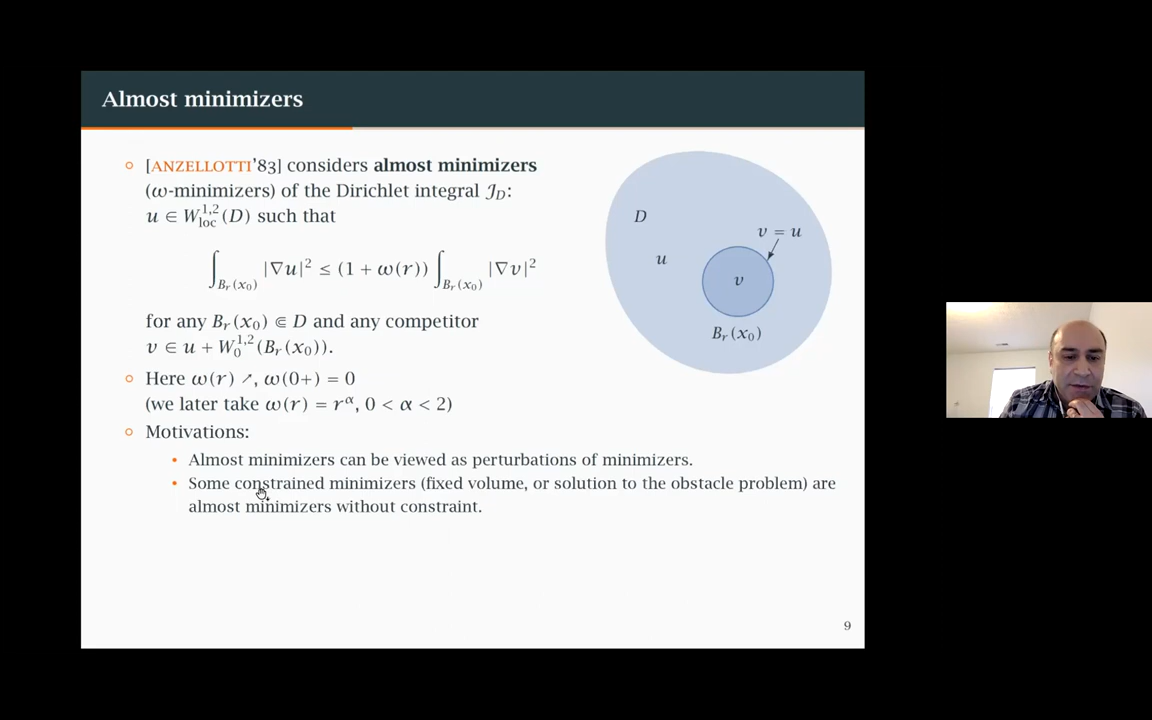 Almost minimizers
[ANZELLOTTI'83] considers almost minimizers
(ω-minimizers) of the Dirichlet integral 𝒥_D:
u ∈ W^{1,2}_{loc}(D) such that
∫_{B_r(x_0)} |∇u|^2 ≤ (1 + ω(r)) ∫_{B_r(x_0)} |∇v|^2
for any B_r(x_0) ⋐ D and any competitor
v ∈ u + W^{1,2}_0(B_r(x_0)).
Here ω(r) ↗, ω(0+) = 0
(we later take ω(r) = r^α, 0 < α < 2)
Motivations:
Almost minimizers can be viewed as perturbations of minimizers.
Some constrained minimizers (fixed volume, or solution to the obstacle problem) are
almost minimizers without constraint.
D
v = u
u
v
B_r(x_0)
9